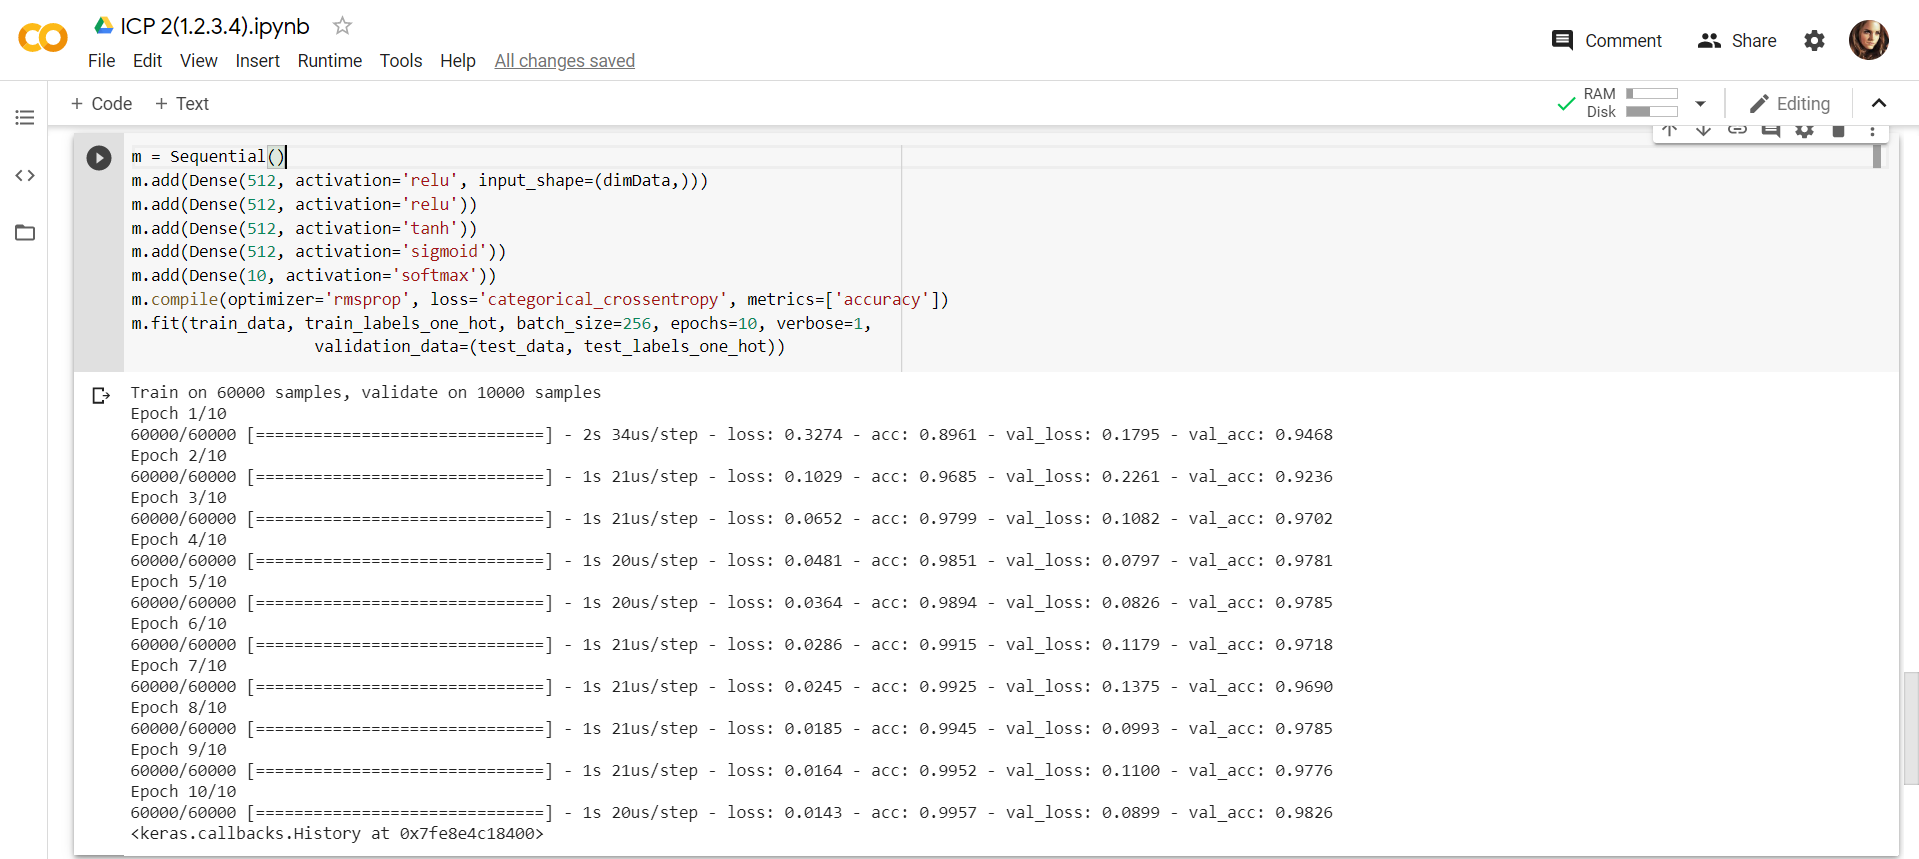 ICP 2(1.2.3.4).ipynb
File Edit View Insert Runtime Tools Help All changes saved
Comment Share
+ Code + Text
RAM
Disk
Editing
m = Sequential()
m.add(Dense(512, activation='relu', input_shape=(dimData,)))
m.add(Dense(512, activation='relu'))
m.add(Dense(512, activation='tanh'))
m.add(Dense(512, activation='sigmoid'))
m.add(Dense(10, activation='softmax'))
m.compile(optimizer='rmsprop', loss='categorical_crossentropy', metrics=['accuracy'])
m.fit(train_data, train_labels_one_hot, batch_size=256, epochs=10, verbose=1,
validation_data=(test_data, test_labels_one_hot))
Train on 60000 samples, validate on 10000 samples
Epoch 1/10
60000/60000 [==============================] - 2s 34us/step - loss: 0.3274 - acc: 0.8961 - val_loss: 0.1795 - val_acc: 0.9468
Epoch 2/10
60000/60000 [==============================] - 1s 21us/step - loss: 0.1029 - acc: 0.9685 - val_loss: 0.2261 - val_acc: 0.9236
Epoch 3/10
60000/60000 [==============================] - 1s 21us/step - loss: 0.0652 - acc: 0.9799 - val_loss: 0.1082 - val_acc: 0.9702
Epoch 4/10
60000/60000 [==============================] - 1s 20us/step - loss: 0.0481 - acc: 0.9851 - val_loss: 0.0797 - val_acc: 0.9781
Epoch 5/10
60000/60000 [==============================] - 1s 20us/step - loss: 0.0364 - acc: 0.9894 - val_loss: 0.0826 - val_acc: 0.9785
Epoch 6/10
60000/60000 [==============================] - 1s 21us/step - loss: 0.0286 - acc: 0.9915 - val_loss: 0.1179 - val_acc: 0.9718
Epoch 7/10
60000/60000 [==============================] - 1s 21us/step - loss: 0.0245 - acc: 0.9925 - val_loss: 0.1375 - val_acc: 0.9690
Epoch 8/10
60000/60000 [==============================] - 1s 21us/step - loss: 0.0185 - acc: 0.9945 - val_loss: 0.0993 - val_acc: 0.9785
Epoch 9/10
60000/60000 [==============================] - 1s 21us/step - loss: 0.0164 - acc: 0.9952 - val_loss: 0.1100 - val_acc: 0.9776
Epoch 10/10
60000/60000 [==============================] - 1s 20us/step - loss: 0.0143 - acc: 0.9957 - val_loss: 0.0899 - val_acc: 0.9826
<keras.callbacks.History at 0x7fe8e4c18400>